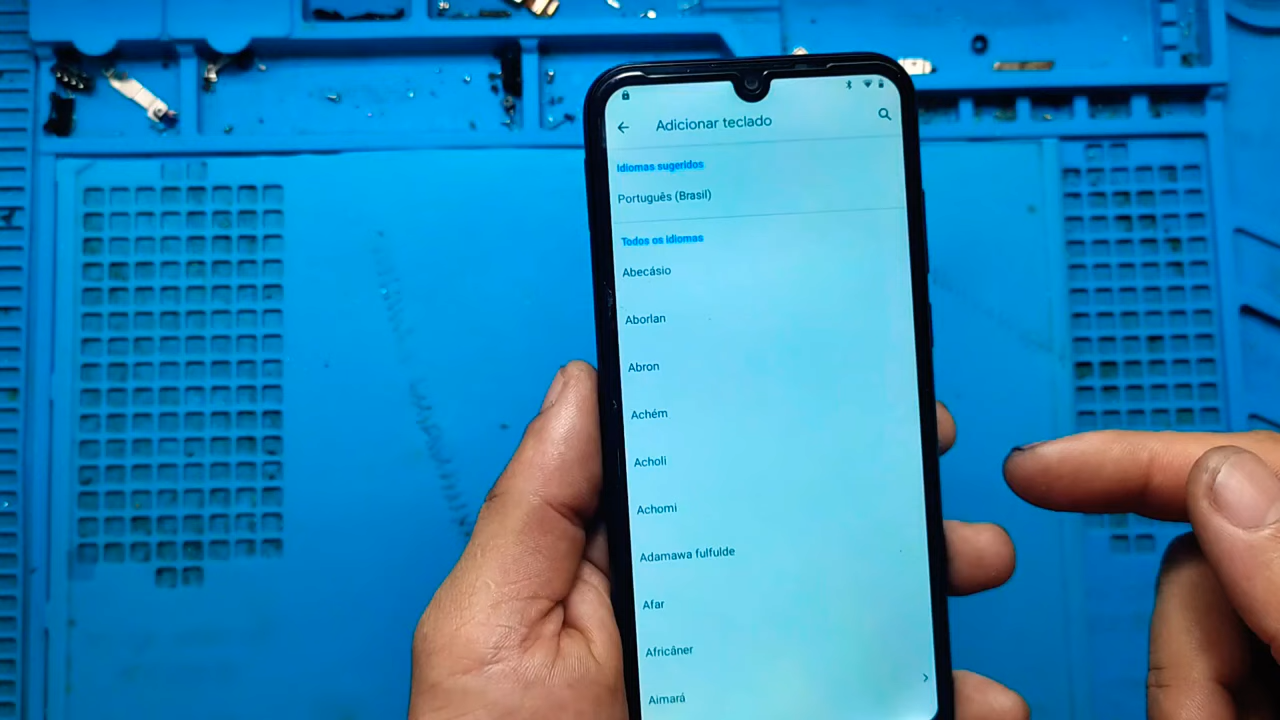 Adicionar teclado
Idiomas sugeridos
Português (Brasil)
Todos os idiomas
Abecásio
Aborlan
Abron
Achém
Acholi
Achomi
Adamawa fulfulde
Afar
Africâner
Aimará